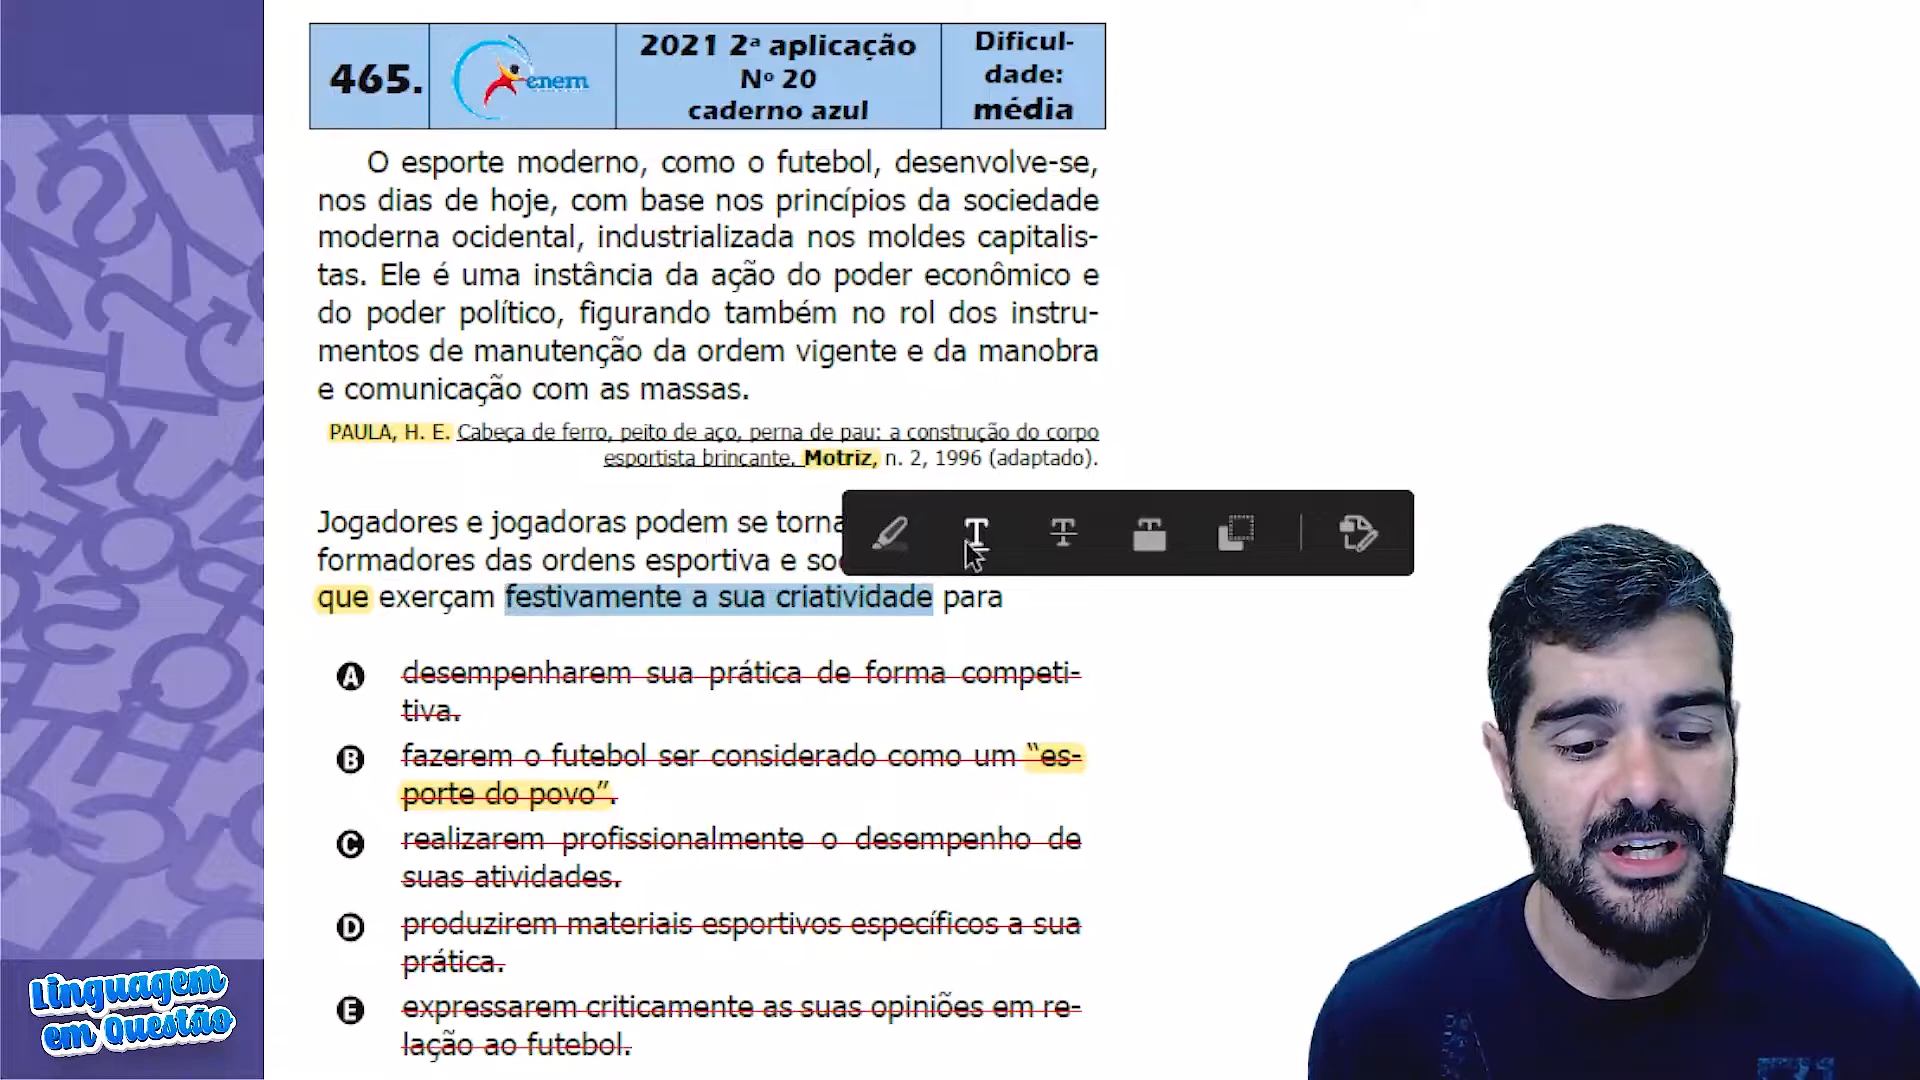 465.
enem
2021 2ª aplicação
Nº 20
caderno azul
Dificul-
dade:
média
O esporte moderno, como o futebol, desenvolve-se,
nos dias de hoje, com base nos princípios da sociedade
moderna ocidental, industrializada nos moldes capitalis-
tas. Ele é uma instância da ação do poder econômico e
do poder político, figurando também no rol dos instru-
mentos de manutenção da ordem vigente e da manobra
e comunicação com as massas.
PAULA, H. E. Cabeça de ferro, peito de aço, perna de pau: a construção do corpo
esportista brincante. Motriz, n. 2, 1996 (adaptado).
Jogadores e jogadoras podem se torna
formadores das ordens esportiva e so
que exerçam festivamente a sua criatividade para
A desempenharem sua prática de forma competi-
tiva.
B fazerem o futebol ser considerado como um “es-
porte do povo”.
C realizarem profissionalmente o desempenho de
suas atividades.
D produzirem materiais esportivos específicos a sua
prática.
E expressarem criticamente as suas opiniões em re-
lação ao futebol.
Linguagem
em Questão